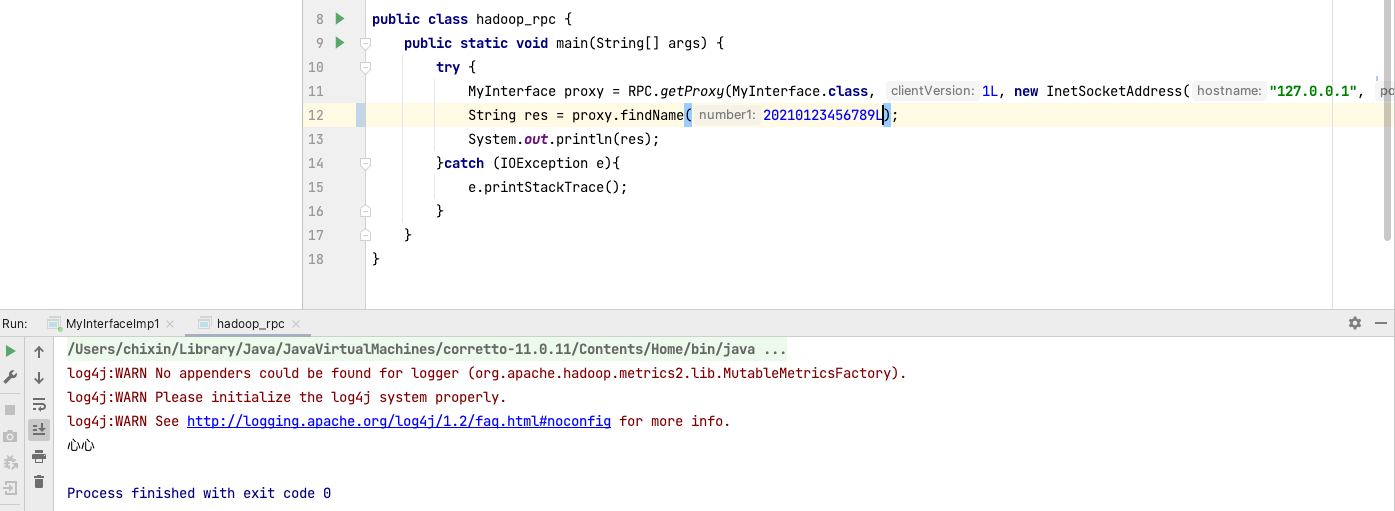 8 public class hadoop_rpc {
9 public static void main(String[] args) {
10 try {
11 MyInterface proxy = RPC.getProxy(MyInterface.class, clientVersion: 1L, new InetSocketAddress( hostname: "127.0.0.1",
12 String res = proxy.findName( number1: 20210123456789L);
13 System.out.println(res);
14 }catch (IOException e){
15 e.printStackTrace();
16 }
17 }
18 }
Run: MyInterfaceImp1 × hadoop_rpc ×
/Users/chixin/Library/Java/JavaVirtualMachines/corretto-11.0.11/Contents/Home/bin/java ...
log4j:WARN No appenders could be found for logger (org.apache.hadoop.metrics2.lib.MutableMetricsFactory).
log4j:WARN Please initialize the log4j system properly.
log4j:WARN See http://logging.apache.org/log4j/1.2/faq.html#noconfig for more info.
心心
Process finished with exit code 0